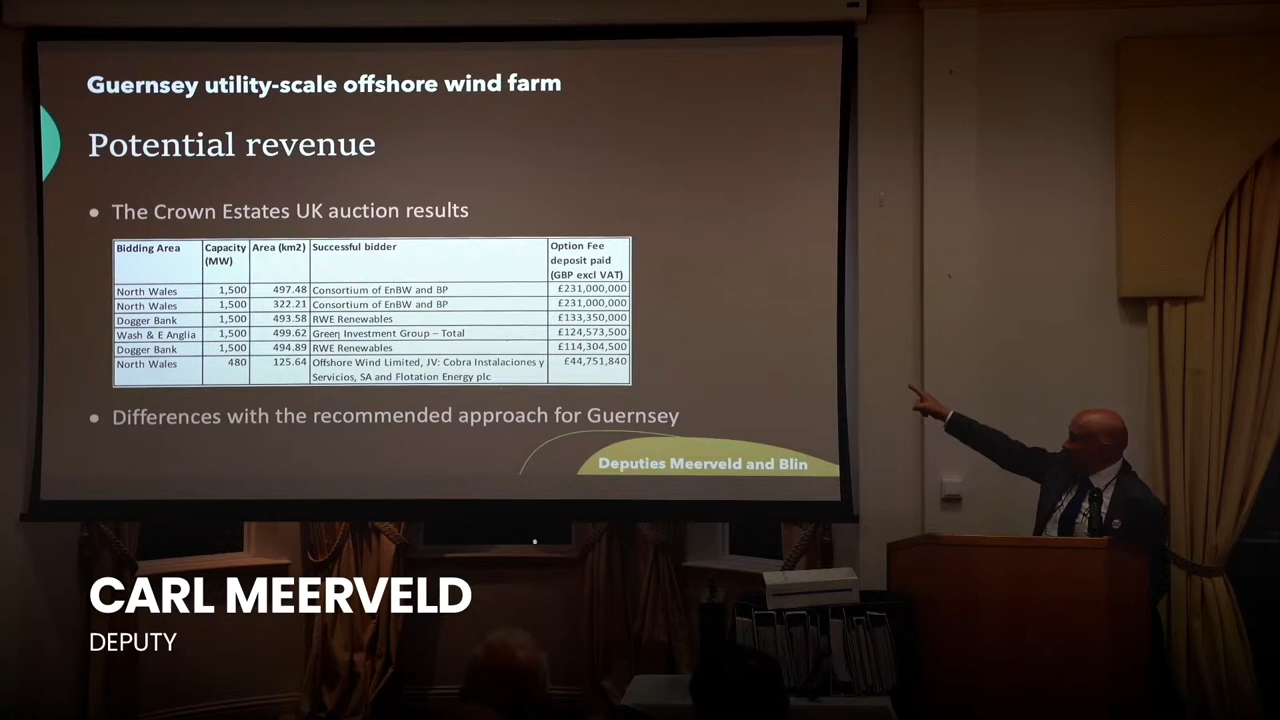 Guernsey utility-scale offshore wind farm
Potential revenue
• The Crown Estates UK auction results
Bidding Area Capacity (MW) Area (km2) Successful bidder Option Fee deposit paid (GBP excl VAT)
North Wales 1,500 497.48 Consortium of EnBW and BP £231,000,000
North Wales 1,500 322.21 Consortium of EnBW and BP £231,000,000
Dogger Bank 1,500 493.58 RWE Renewables £133,350,000
Wash & E Anglia 1,500 499.62 Green Investment Group – Total £124,573,500
Dogger Bank 1,500 494.89 RWE Renewables £114,304,500
North Wales 480 125.64 Offshore Wind Limited, JV: Cobra Instalaciones y £44,751,840
Servicios, SA and Flotation Energy plc
• Differences with the recommended approach for Guernsey
Deputies Meerveld and Blin
CARL MEERVELD
DEPUTY